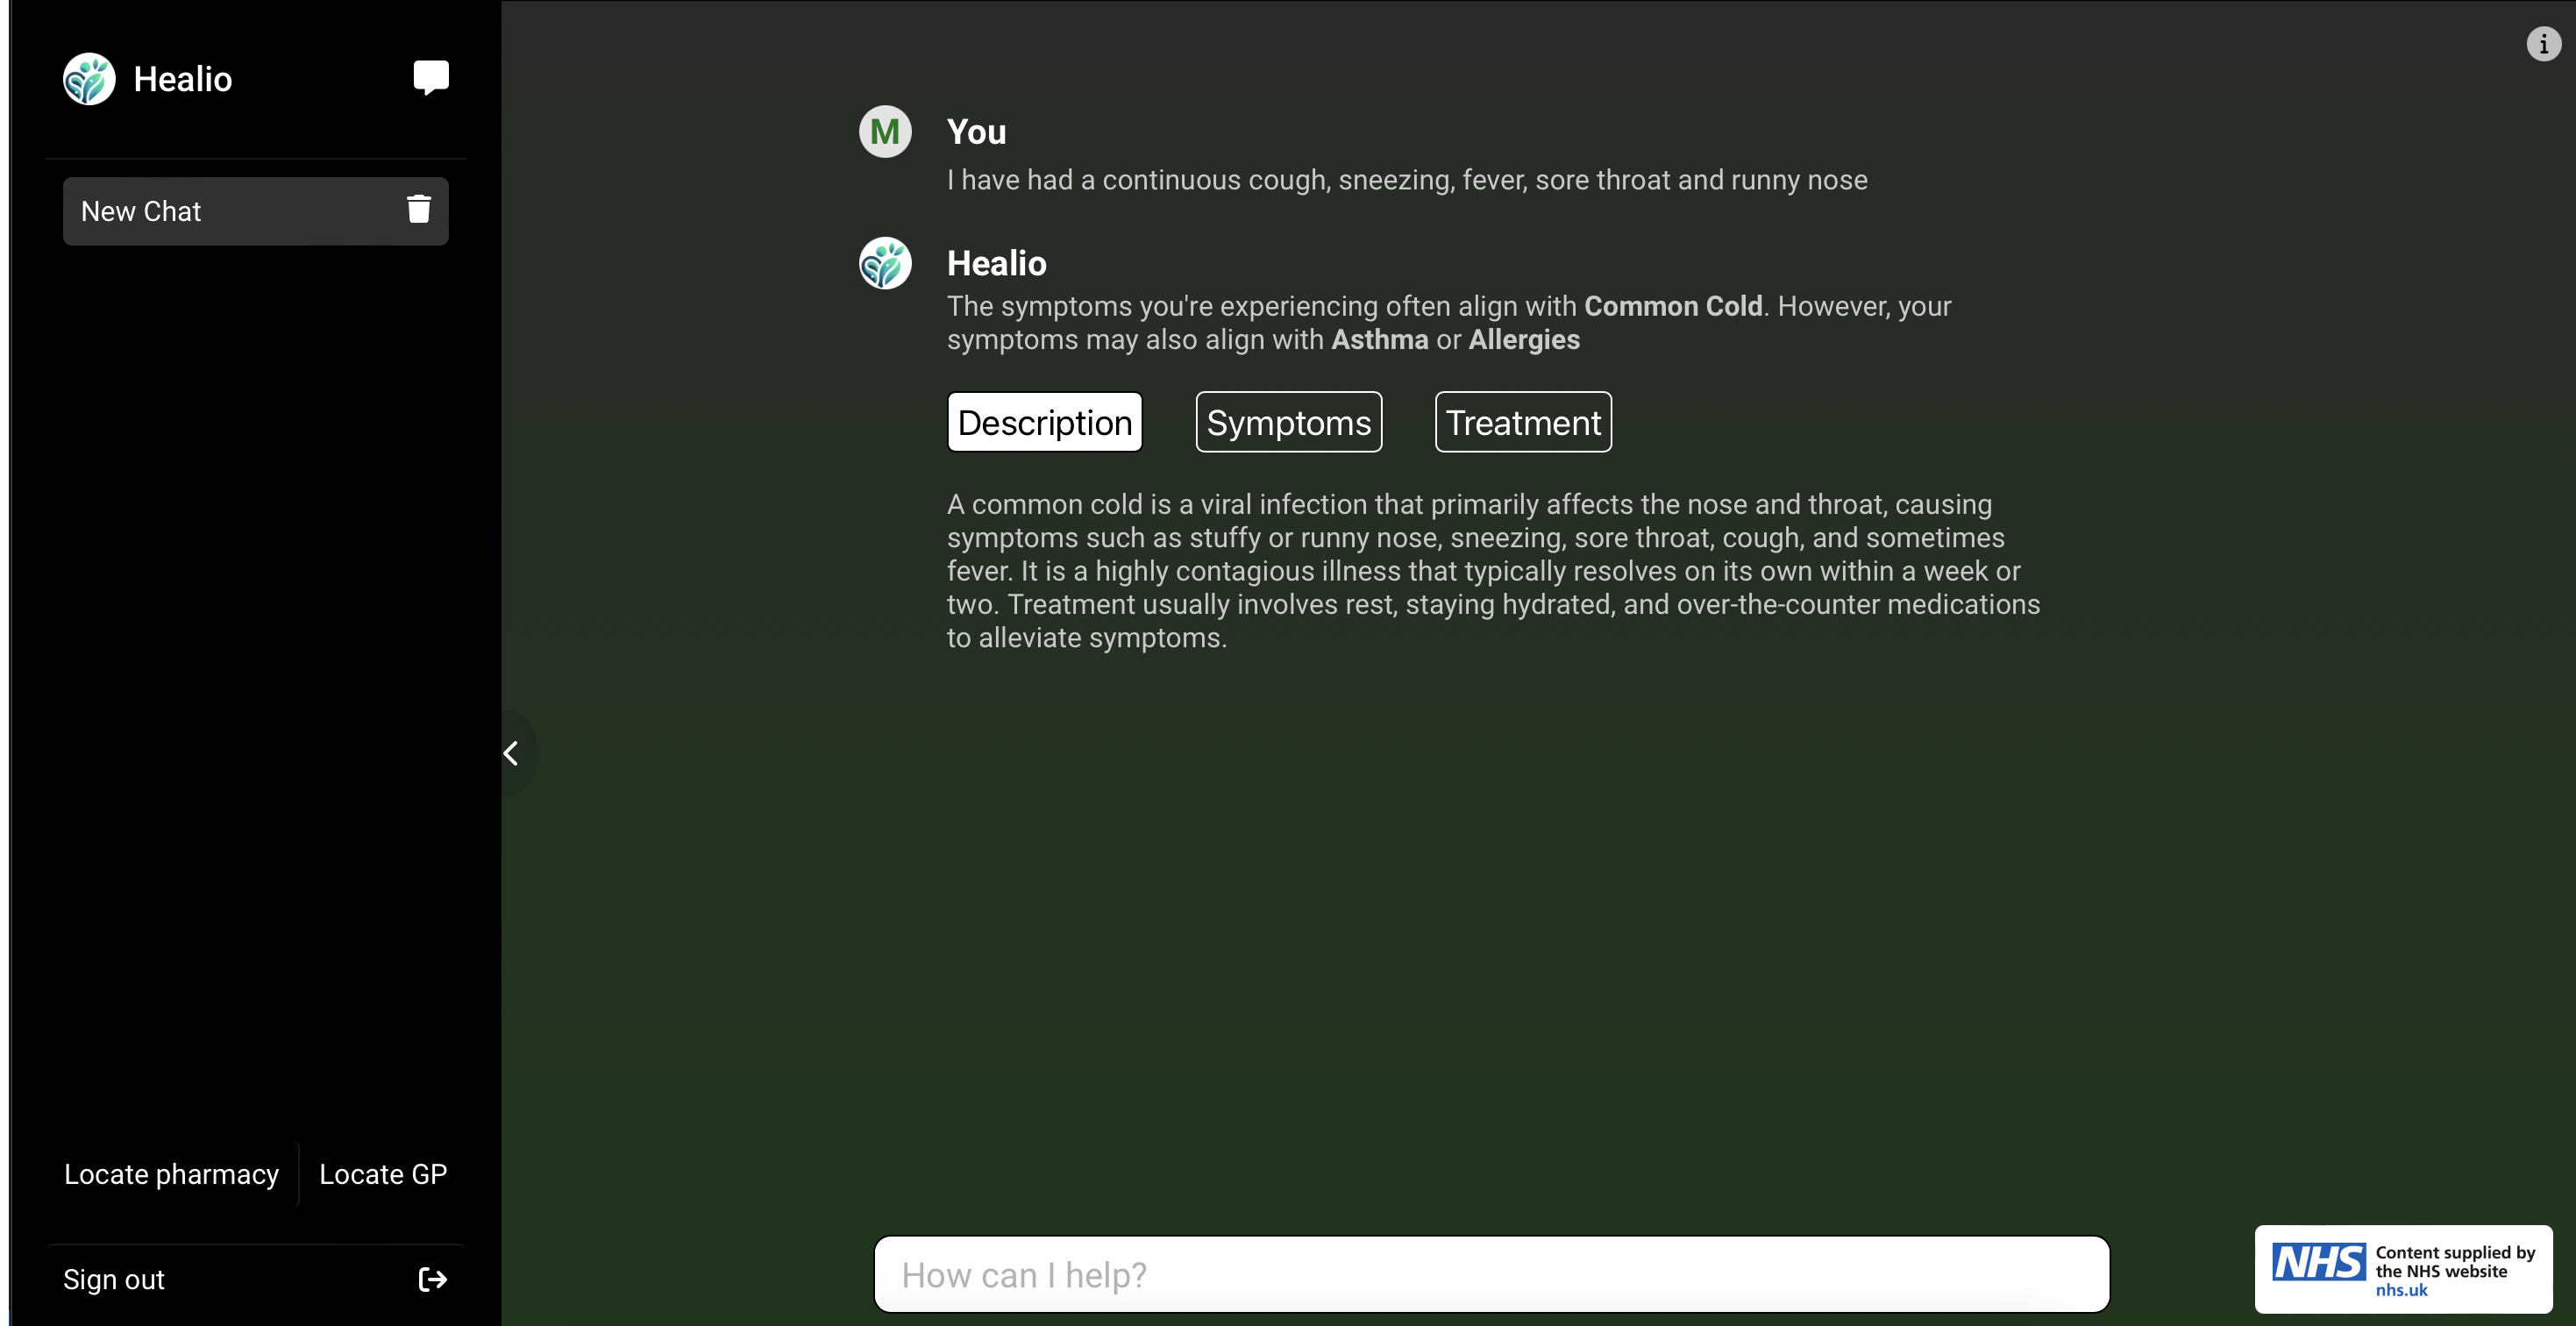 Healio
New Chat
Locate pharmacy
Locate GP
Sign out
i
M
You
I have had a continuous cough, sneezing, fever, sore throat and runny nose
Healio
The symptoms you're experiencing often align with Common Cold. However, your
symptoms may also align with Asthma or Allergies
Description
Symptoms
Treatment
A common cold is a viral infection that primarily affects the nose and throat, causing
symptoms such as stuffy or runny nose, sneezing, sore throat, cough, and sometimes
fever. It is a highly contagious illness that typically resolves on its own within a week or
two. Treatment usually involves rest, staying hydrated, and over-the-counter medications
to alleviate symptoms.
How can I help?
NHS
Content supplied by
the NHS website
nhs.uk